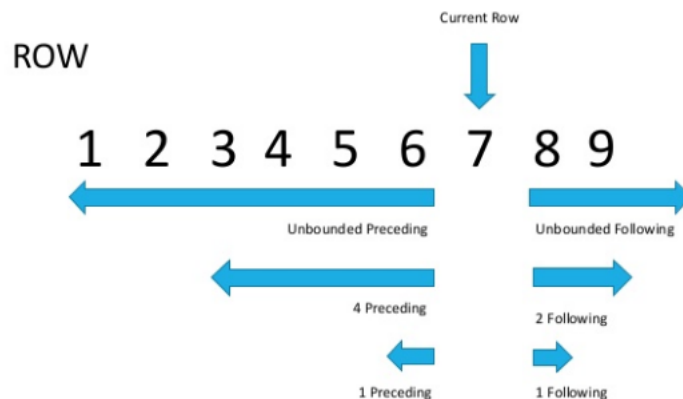 Current Row
ROW
1 2 3 4 5 6 7 8 9
Unbounded Preceding
Unbounded Following
4 Preceding
2 Following
1 Preceding
1 Following